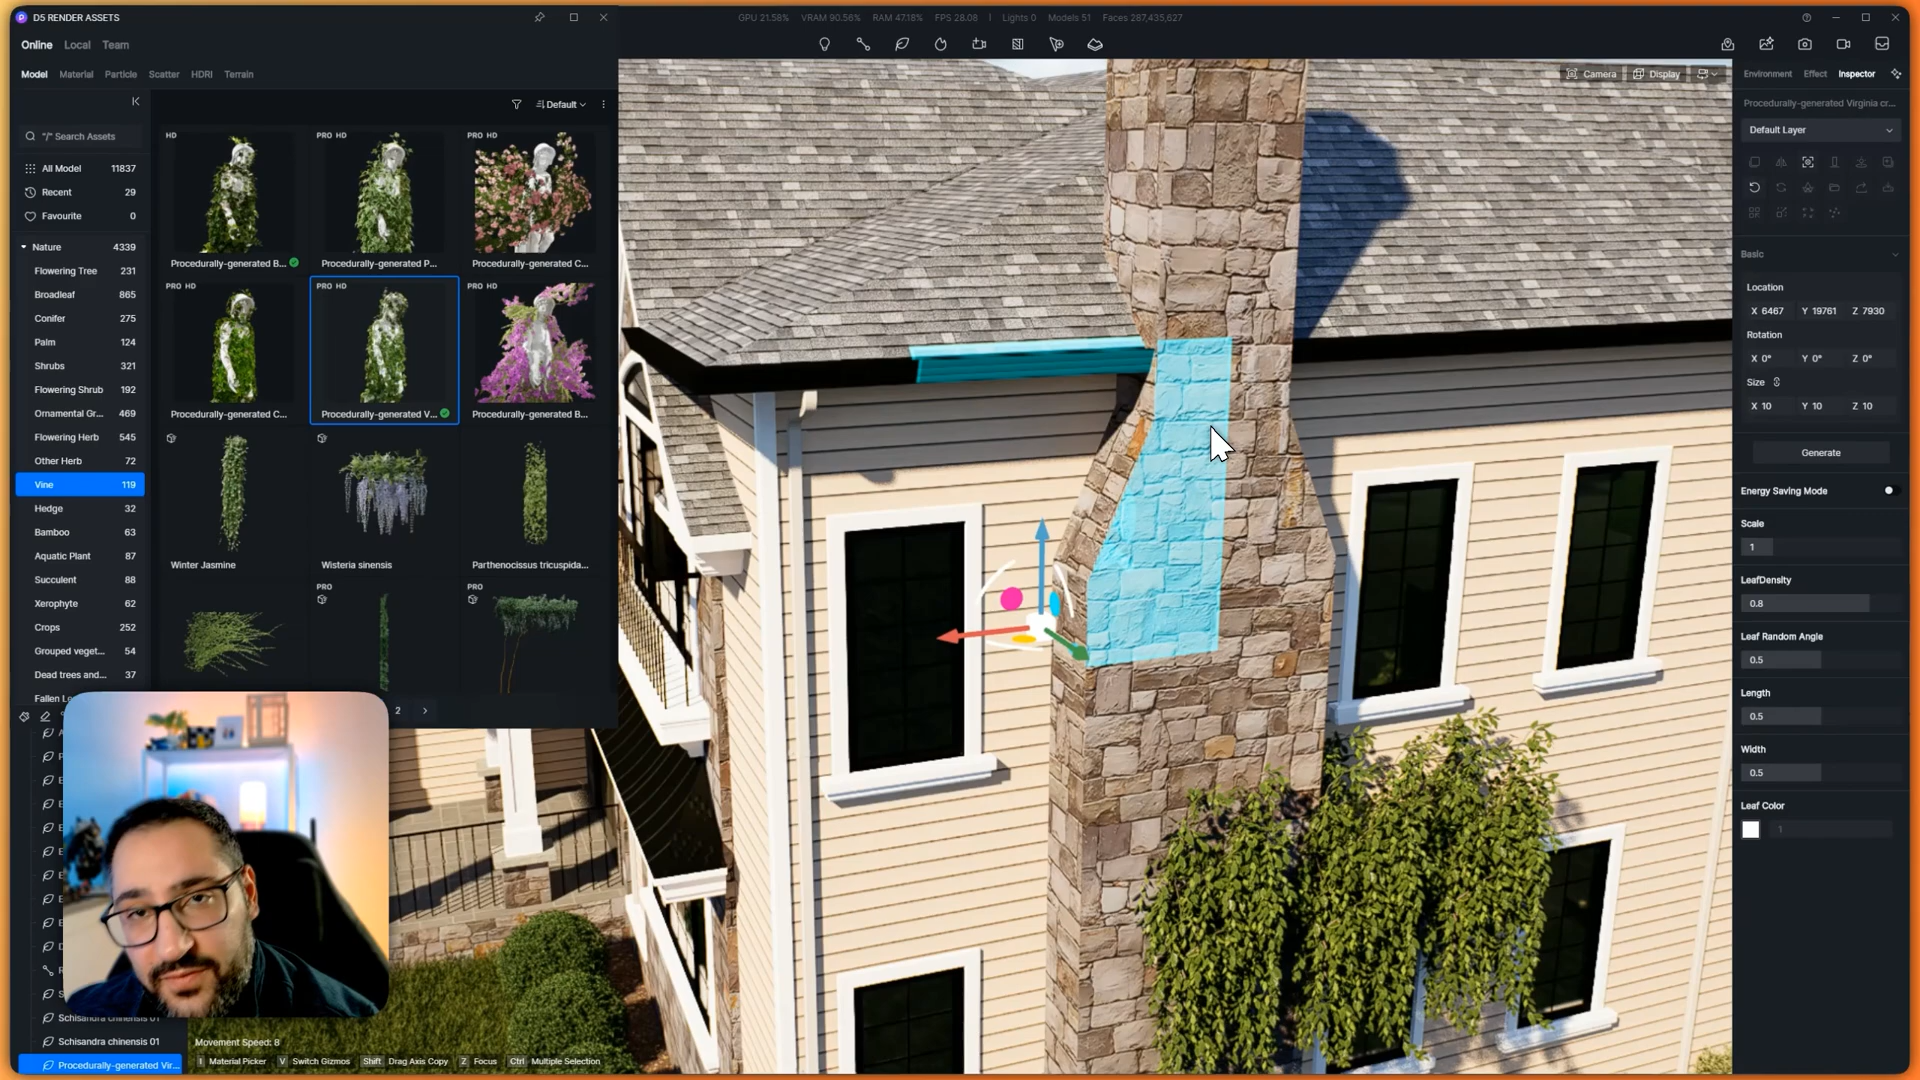 D5 RENDER ASSETS
GPU 21.58% VRAM 90.56% RAM 47.18% FPS 28.08 | Lights 0 Models 51 Faces 287,435,627
Online Local Team
Model Material Particle Scatter HDRI Terrain
Camera Display
Environment Effect Inspector
Default
Procedurally-generated Virginia cr...
Default Layer
"/" Search Assets
All Model 11837
Recent 29
Favourite 0
Nature 4339
Flowering Tree 231
Broadleaf 865
Conifer 275
Palm 124
Shrubs 321
Flowering Shrub 192
Ornamental Gr... 469
Flowering Herb 545
Other Herb 72
Vine 119
Hedge 32
Bamboo 63
Aquatic Plant 87
Succulent 88
Xerophyte 62
Crops 252
Grouped veget... 54
Dead trees and... 37
Fallen Le
HD
PRO HD
PRO HD
Procedurally-generated B...
Procedurally-generated P...
Procedurally-generated C...
PRO HD
PRO HD
PRO HD
Procedurally-generated C...
Procedurally-generated V...
Procedurally-generated B...
Winter Jasmine
Wisteria sinensis
Parthenocissus tricuspida...
PRO
PRO
2
Basic
Location
X 6467 Y 19761 Z 7930
Rotation
X 0° Y 0° Z 0°
Size
X 10 Y 10 Z 10
Generate
Energy Saving Mode
Scale
1
LeafDensity
0.8
Leaf Random Angle
0.5
Length
0.5
Width
0.5
Leaf Color
1
Schisandra chinensis 01
Schisandra chinensis 01
Procedurally-generated Vir...
Movement Speed: 8
I Material Picker V Switch Gizmos Shift Drag Axis Copy Z Focus Ctrl Multiple Selection